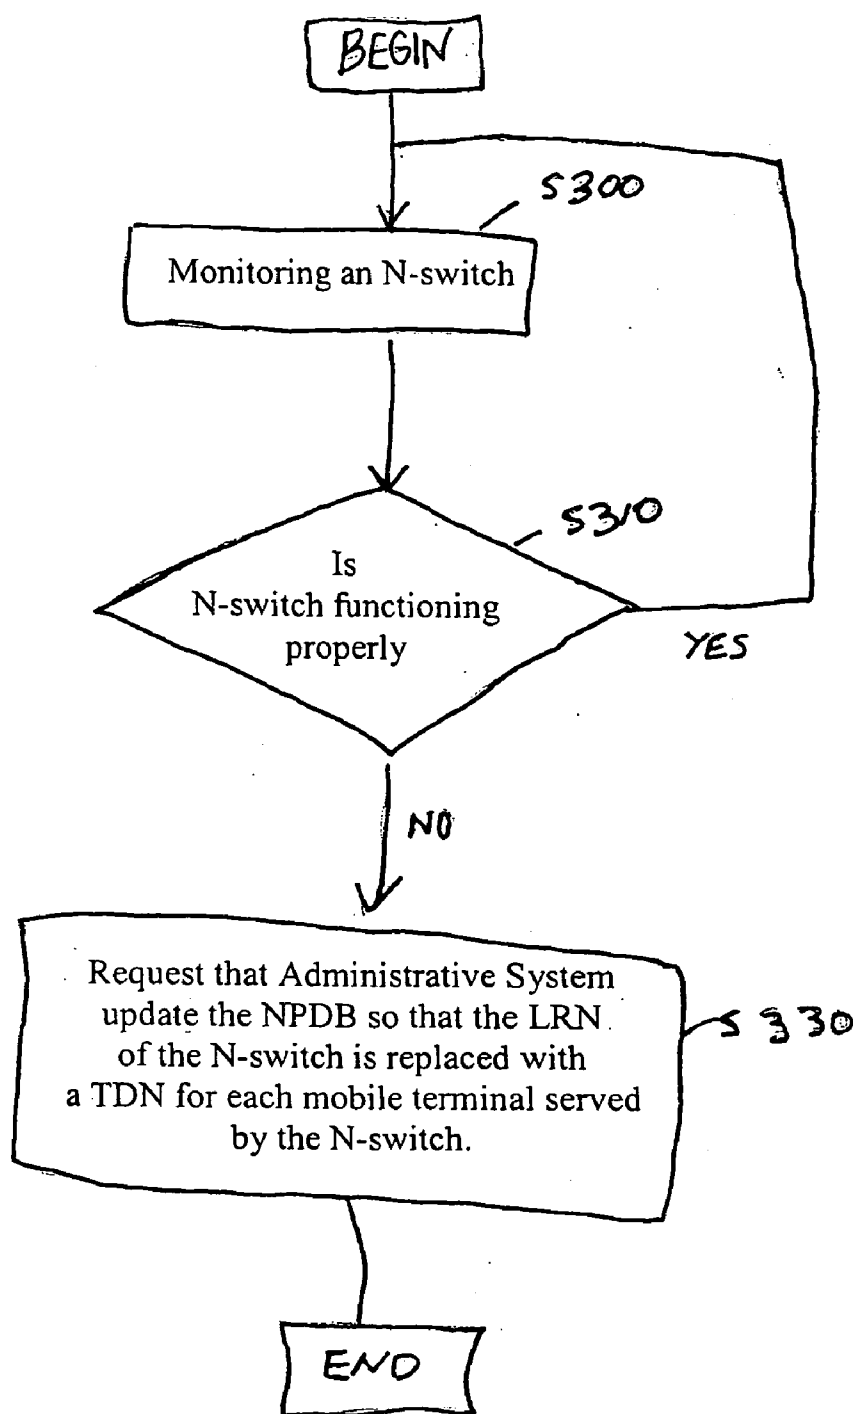 BEGIN
S300
Monitoring an N-switch
S310
Is
N-switch functioning
properly
YES
NO
Request that Administrative System
update the NPDB so that the LRN
of the N-switch is replaced with
a TDN for each mobile terminal served
by the N-switch.
S330
END